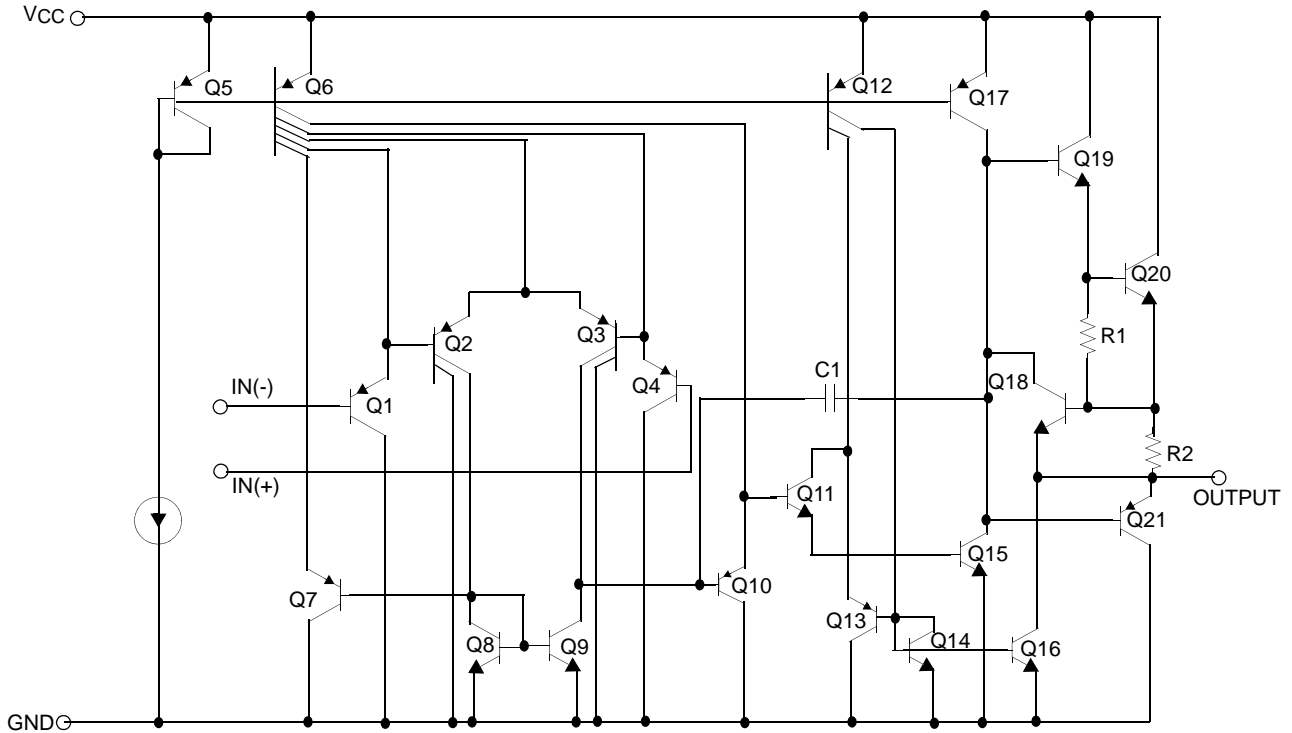 VCC
Q5
Q6
Q12
Q17
Q19
Q20
Q2
Q3
R1
C1
Q18
Q4
IN(-)
Q1
R2
IN(+)
Q11
OUTPUT
Q21
Q15
Q10
Q7
Q13
Q8
Q9
Q14
Q16
GND